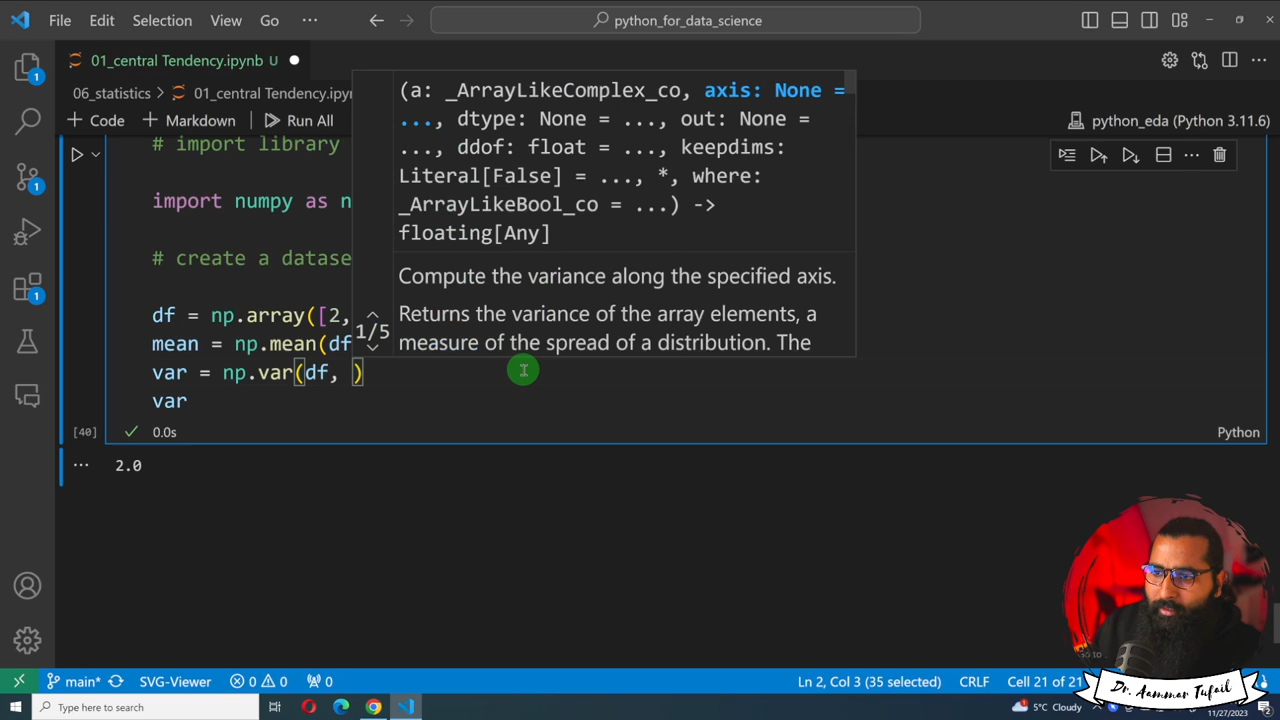 File Edit Selection View Go ··· python_for_data_science
01_central Tendency.ipynb U
06_statistics > 01_central Tendency.ipyn
+ Code + Markdown Run All python_eda (Python 3.11.6)
(a: _ArrayLikeComplex_co, axis: None =
..., dtype: None = ..., out: None =
..., ddof: float = ..., keepdims:
Literal[False] = ..., *, where:
_ArrayLikeBool_co = ...) ->
floating[Any]
Compute the variance along the specified axis.
Returns the variance of the array elements, a
measure of the spread of a distribution. The
1/5
# import library
import numpy as n
# create a datase
df = np.array([2,
mean = np.mean(df
var = np.var(df, )
var
[40] 0.0s Python
2.0
1
1
1
main* SVG-Viewer 0 0 0 Ln 2, Col 3 (35 selected) CRLF Cell 21 of 21
Type here to search 5°C Cloudy 11/27/2023 2
Dr. Aammar Tufail